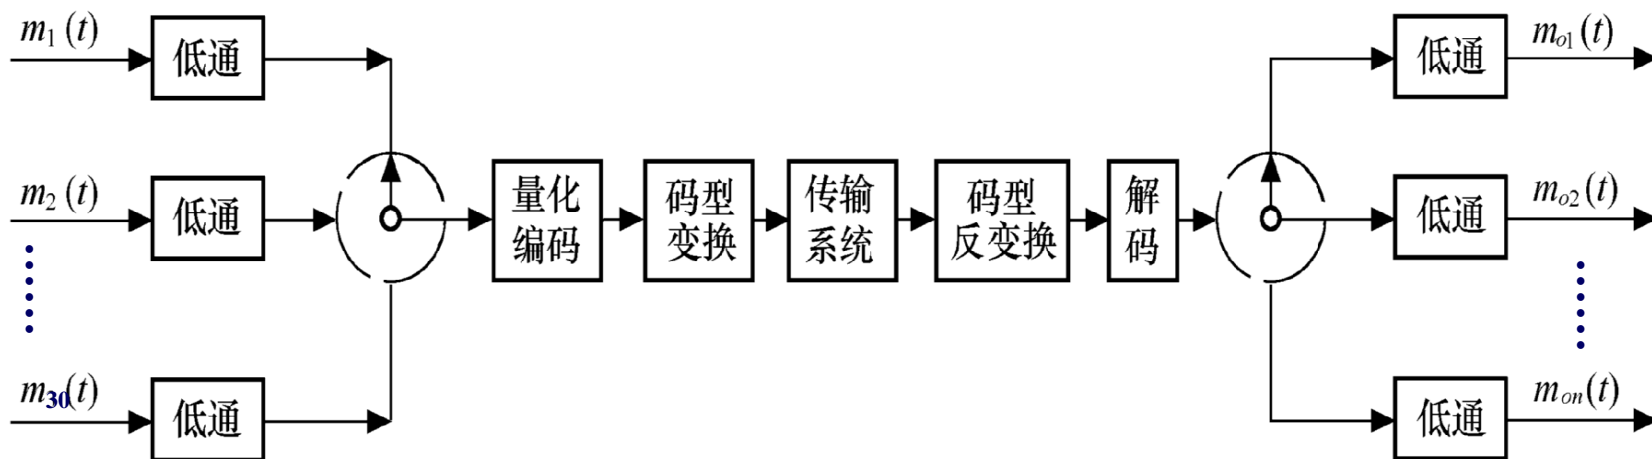 m₁(t)
低通
m₂(t)
低通
m₃₀(t)
低通
量化
编码
码型
变换
传输
系统
码型
反变换
解
码
低通
mₒ₁(t)
低通
mₒ₂(t)
低通
mₒₙ(t)